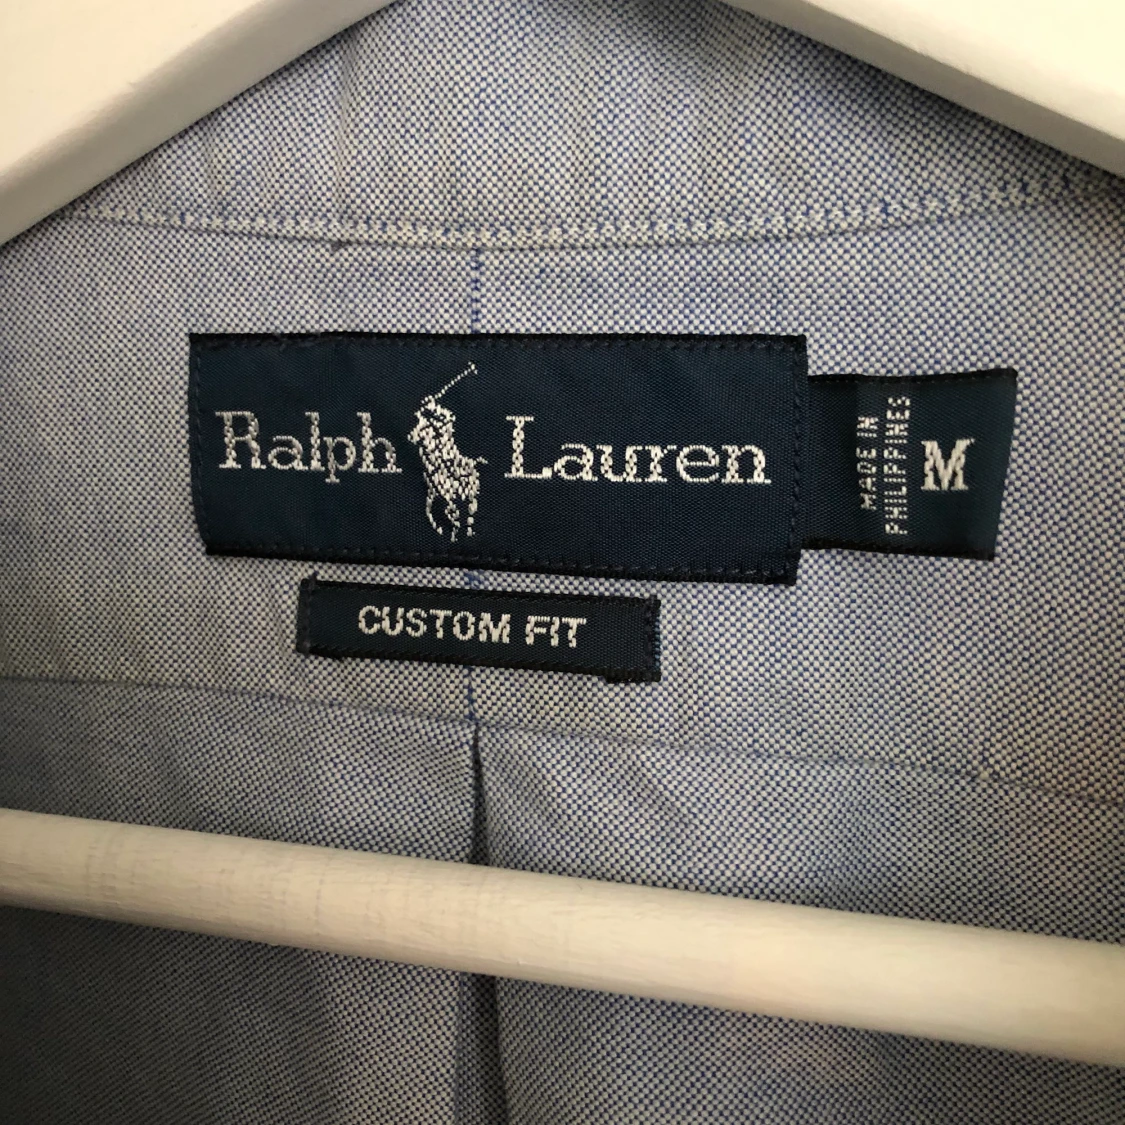 Ralph Lauren
MADE IN
PHILIPPINES
M
CUSTOM FIT